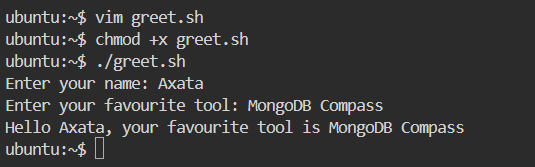 ubuntu:~$ vim greet.sh
ubuntu:~$ chmod +x greet.sh
ubuntu:~$ ./greet.sh
Enter your name: Axata
Enter your favourite tool: MongoDB Compass
Hello Axata, your favourite tool is MongoDB Compass
ubuntu:~$